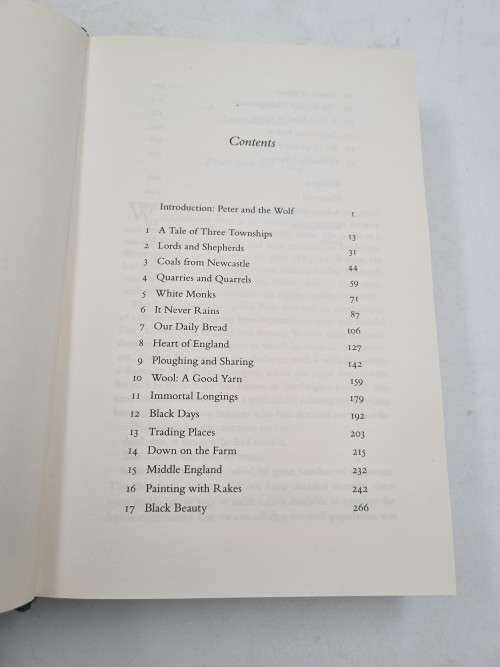 Contents
Introduction: Peter and the Wolf 1
1 A Tale of Three Townships 13
2 Lords and Shepherds 31
3 Coals from Newcastle 44
4 Quarries and Quarrels 59
5 White Monks 71
6 It Never Rains 87
7 Our Daily Bread 106
8 Heart of England 127
9 Ploughing and Sharing 142
10 Wool: A Good Yarn 159
11 Immortal Longings 179
12 Black Days 192
13 Trading Places 203
14 Down on the Farm 215
15 Middle England 232
16 Painting with Rakes 242
17 Black Beauty 266